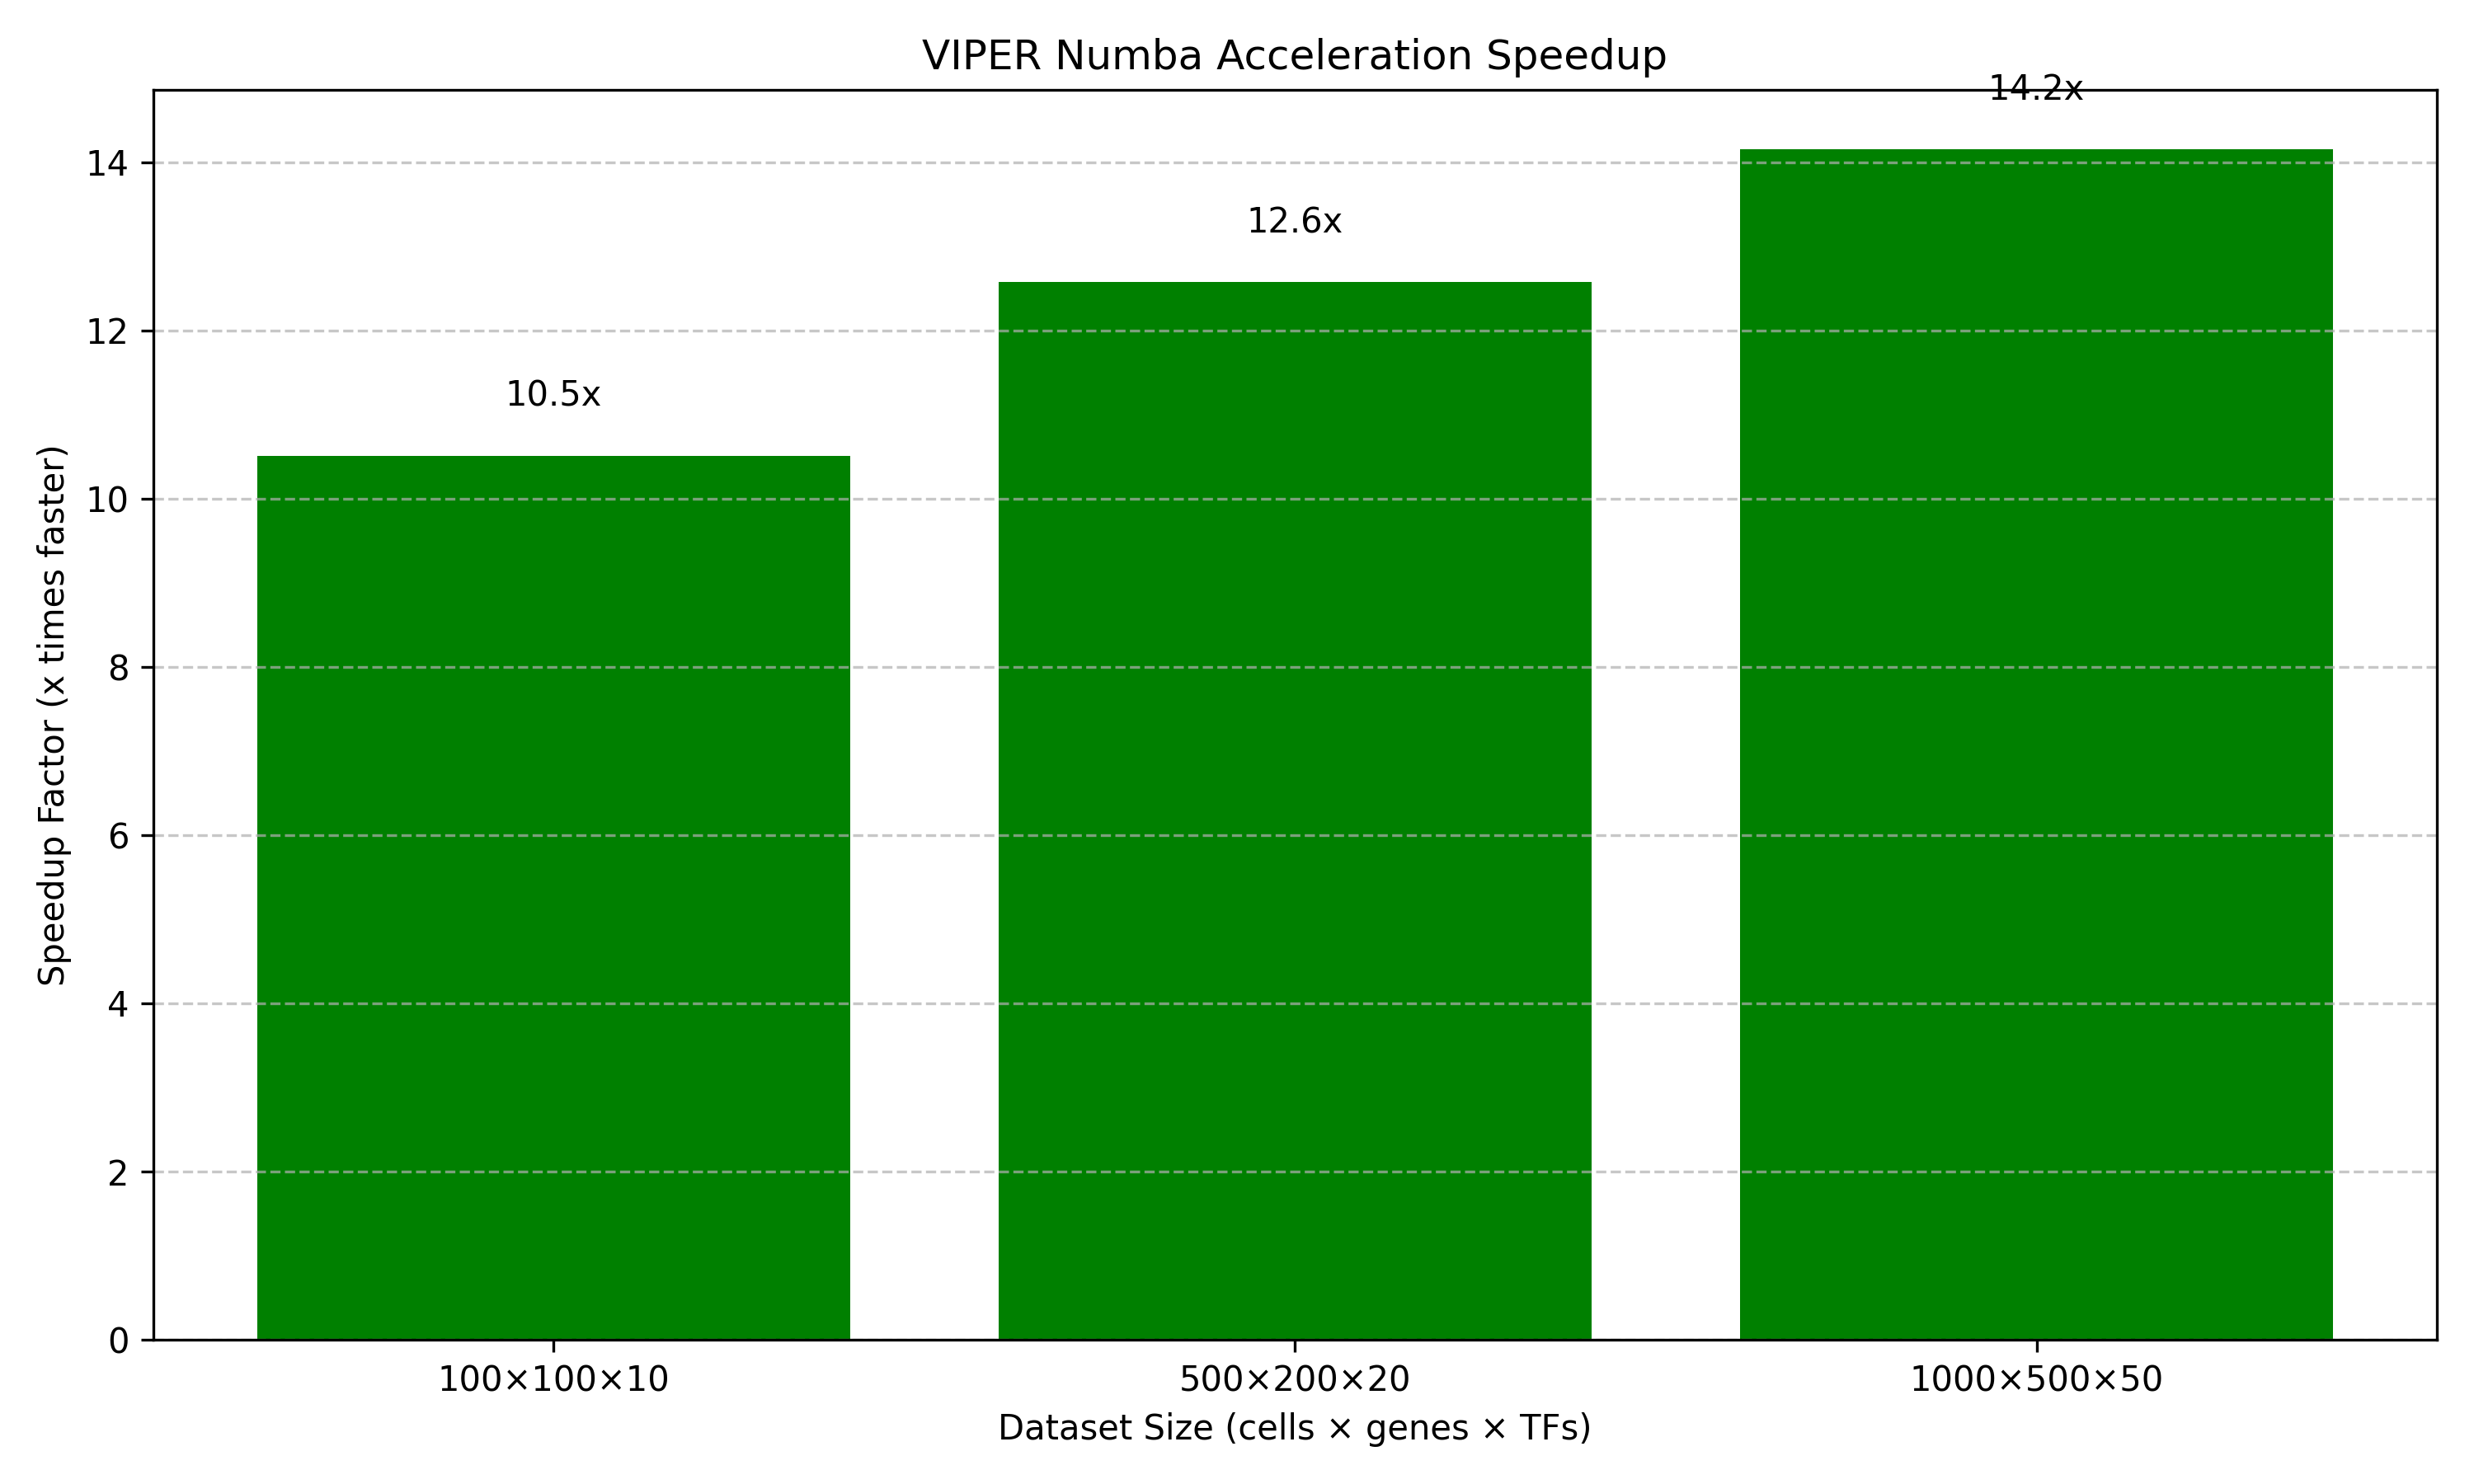 VIPER Numba Acceleration Speedup
14.2x
14
12.6x
12
10.5x
10
8
6
4
2
0
Speedup Factor (x times faster)
100×100×10
500×200×20
1000×500×50
Dataset Size (cells × genes × TFs)